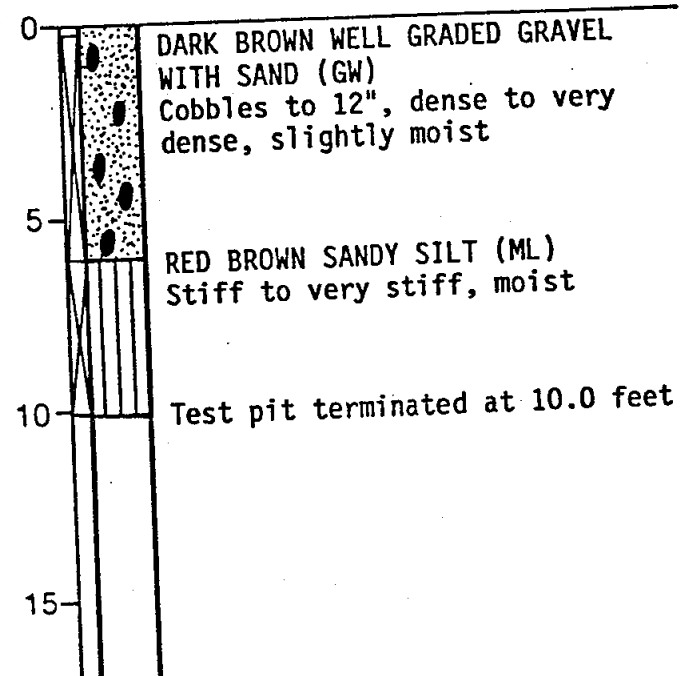 0
DARK BROWN WELL GRADED GRAVEL
WITH SAND (GW)
Cobbles to 12", dense to very
dense, slightly moist
5
RED BROWN SANDY SILT (ML)
Stiff to very stiff, moist
10
Test pit terminated at 10.0 feet
15